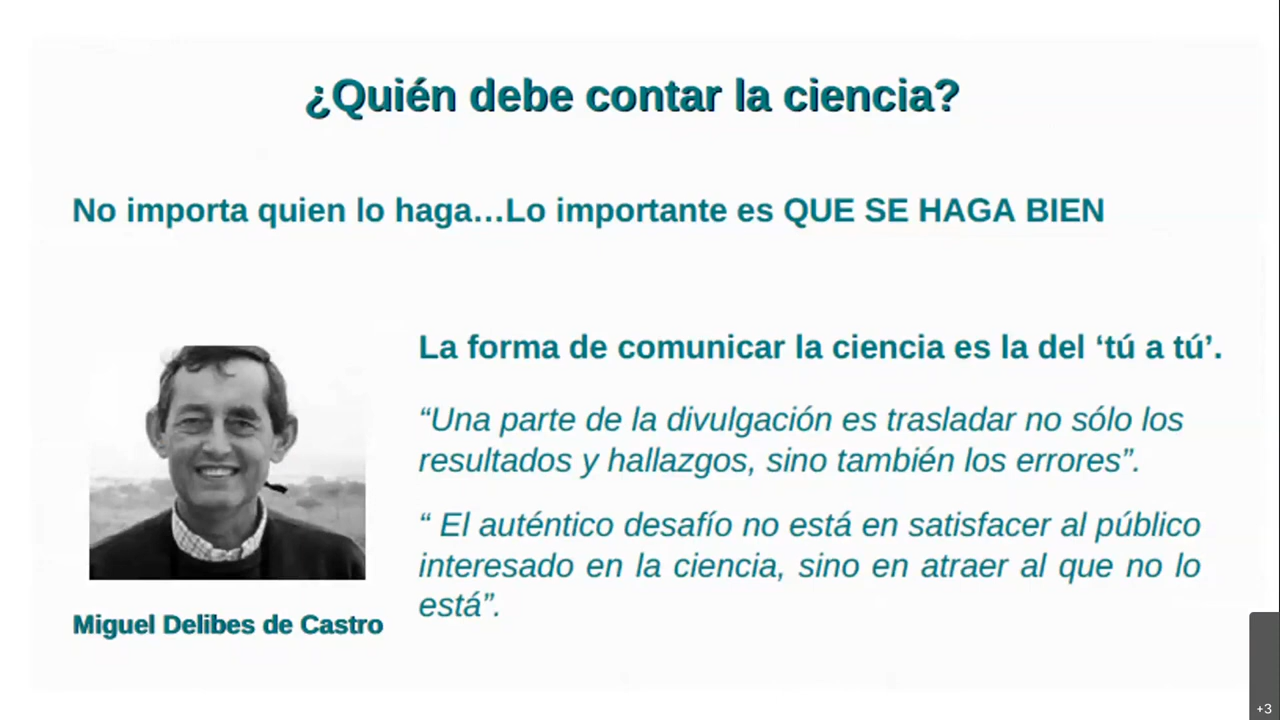 ¿Quién debe contar la ciencia?
No importa quien lo haga…Lo importante es QUE SE HAGA BIEN
La forma de comunicar la ciencia es la del ‘tú a tú’.
“Una parte de la divulgación es trasladar no sólo los
resultados y hallazgos, sino también los errores”.
“ El auténtico desafío no está en satisfacer al público
interesado en la ciencia, sino en atraer al que no lo
está”.
Miguel Delibes de Castro
+3